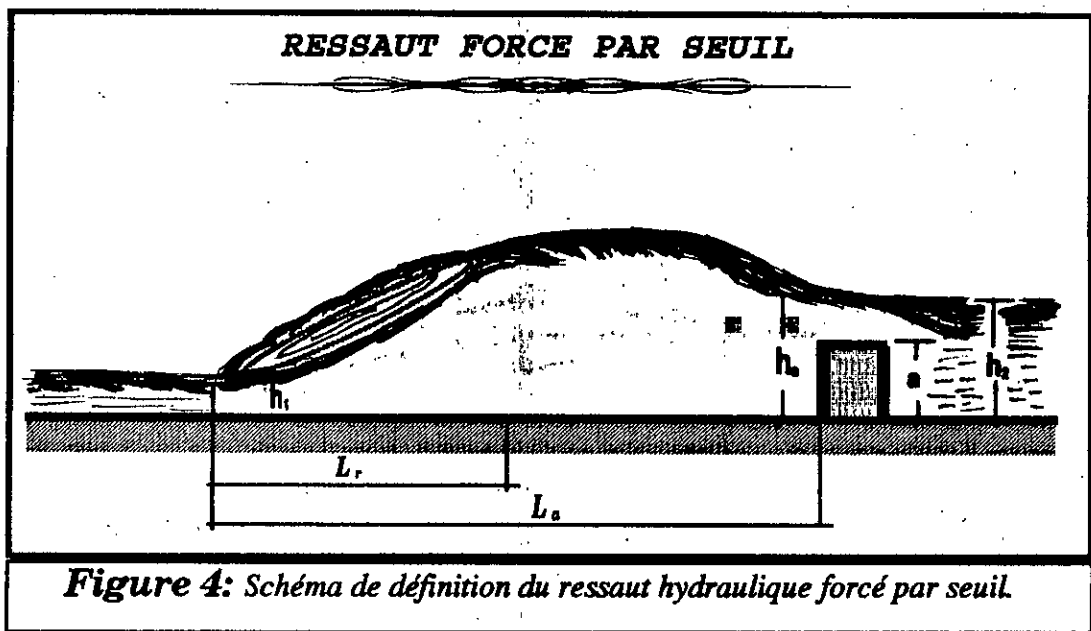 RESSAUT FORCE PAR SEUIL
h₁
hₐ
a
h₂
Lᵣ
Lₐ
Figure 4: Schéma de définition du ressaut hydraulique forcé par seuil.